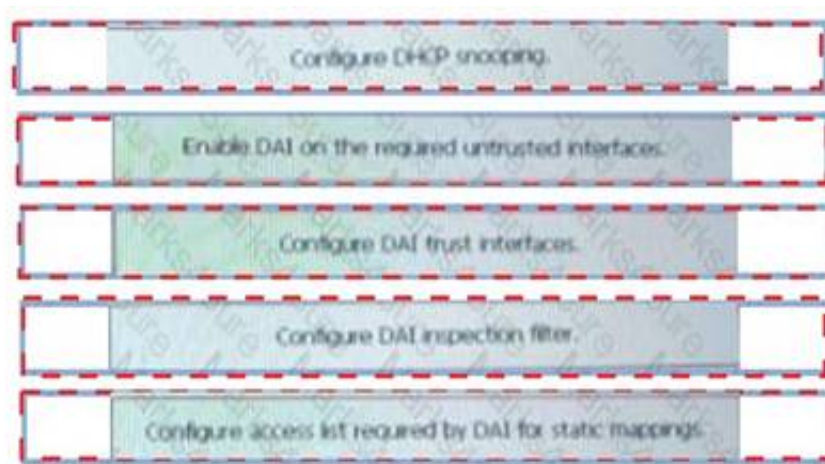 Configure DHCP snooping.
Enable DAI on the required untrusted interfaces.
Configure DAI trust interfaces.
Configure DAI inspection filter.
Configure access list required by DAI for static mappings.